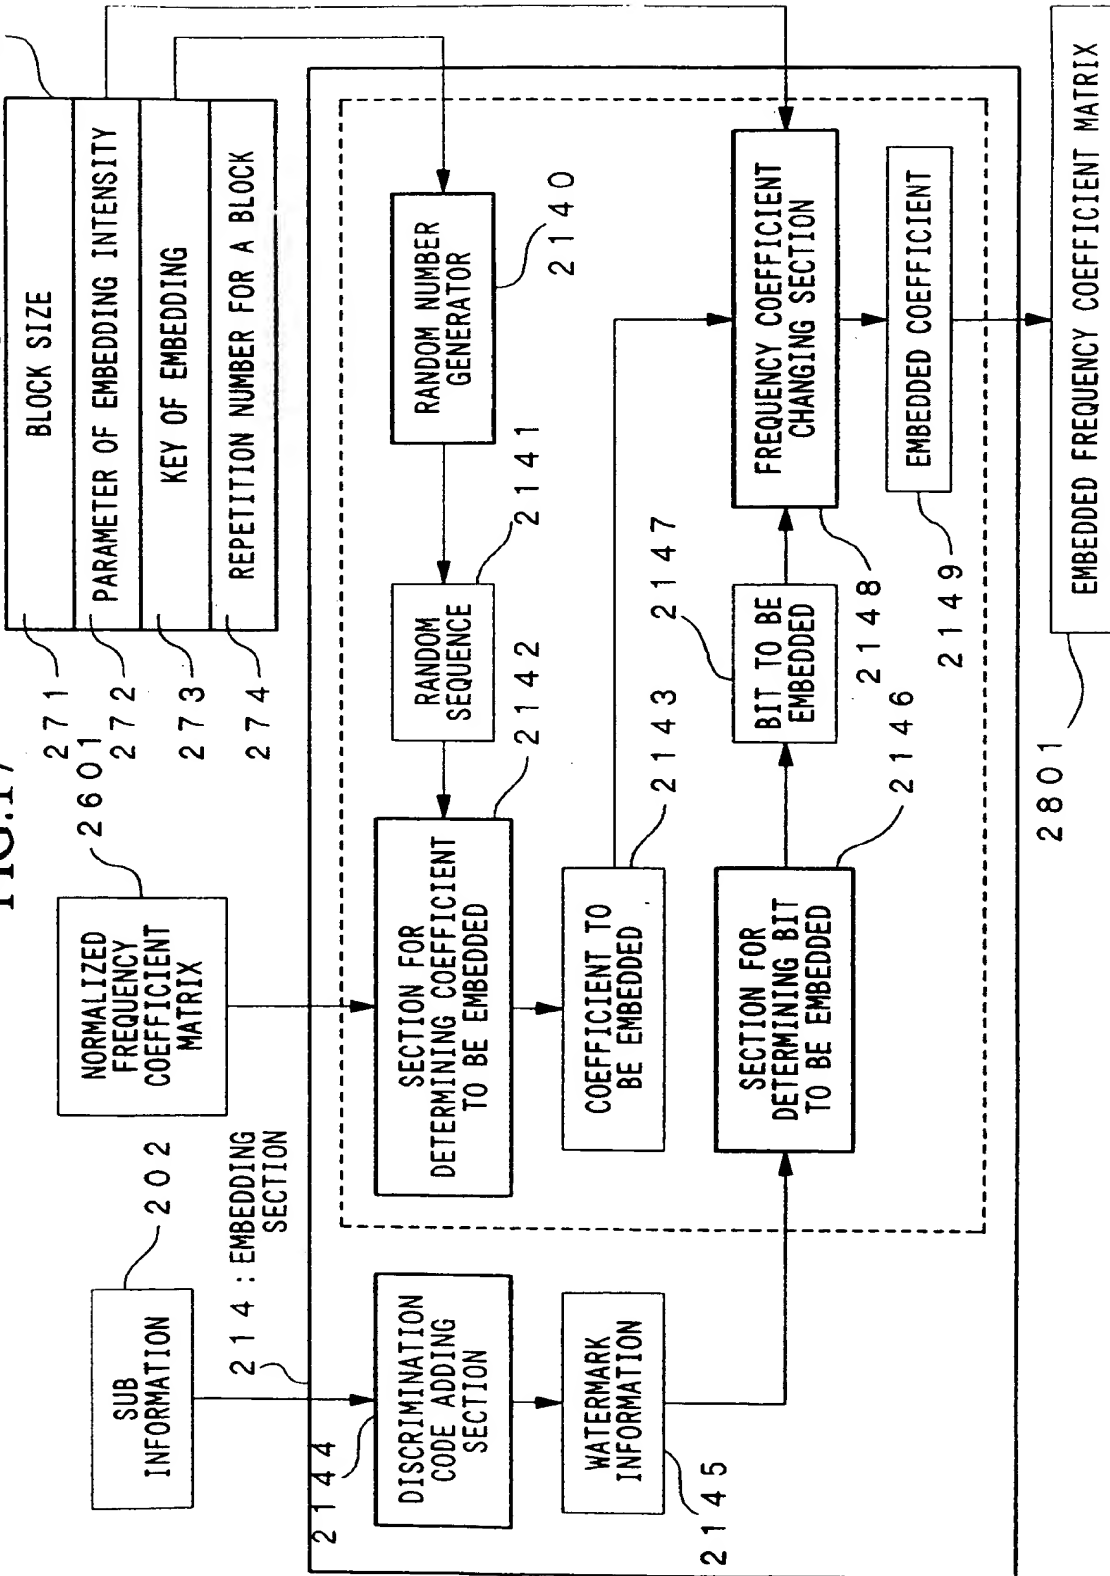 FIG.17
SUB
INFORMATION
202
NORMALIZED
FREQUENCY
COEFFICIENT
MATRIX
2601
271
272
273
274
BLOCK SIZE
PARAMETER OF EMBEDDING INTENSITY
KEY OF EMBEDDING
REPETITION NUMBER FOR A BLOCK
214 : EMBEDDING
SECTION
2144
DISCRIMINATION
CODE ADDING
SECTION
WATERMARK
INFORMATION
2145
SECTION FOR
DETERMINING COEFFICIENT
TO BE EMBEDDED
2142
RANDOM
SEQUENCE
2141
RANDOM NUMBER
GENERATOR
2140
COEFFICIENT TO
BE EMBEDDED
2143
SECTION FOR
DETERMINING BIT
TO BE EMBEDDED
2146
BIT TO BE
EMBEDDED
2147
FREQUENCY COEFFICIENT
CHANGING SECTION
2148
EMBEDDED COEFFICIENT
2149
EMBEDDED FREQUENCY COEFFICIENT MATRIX
2801